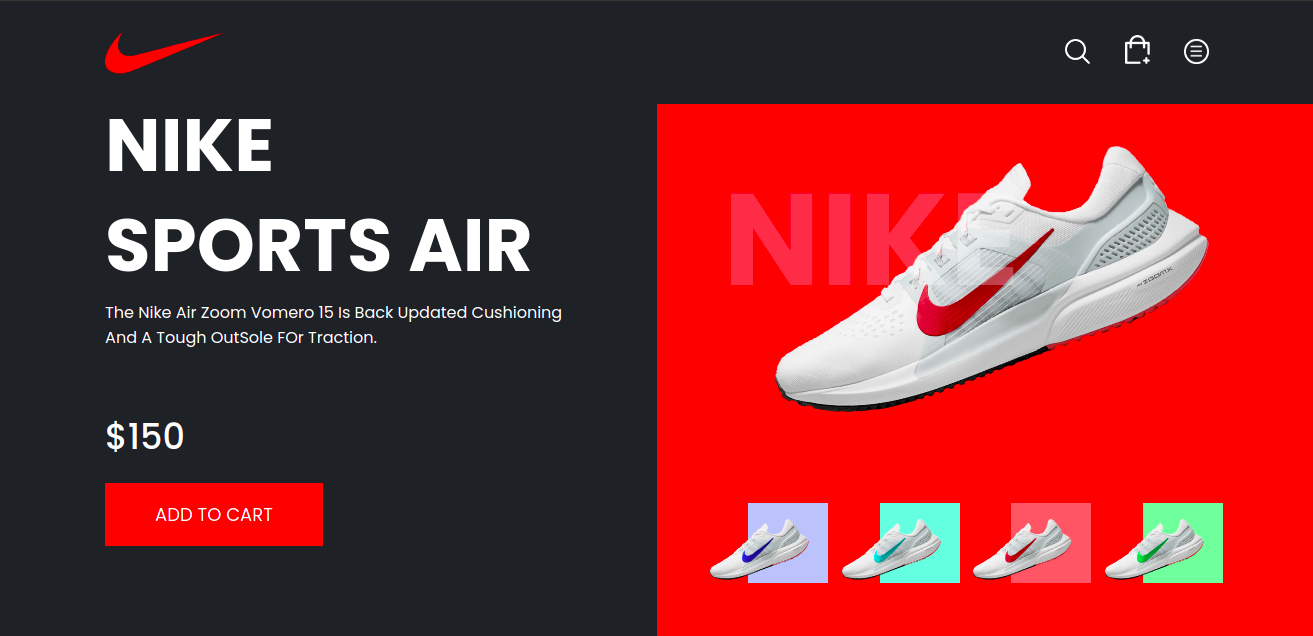 NIKE
SPORTS AIR
The Nike Air Zoom Vomero 15 Is Back Updated Cushioning
And A Tough OutSole FOr Traction.
$150
ADD TO CART
NIKE